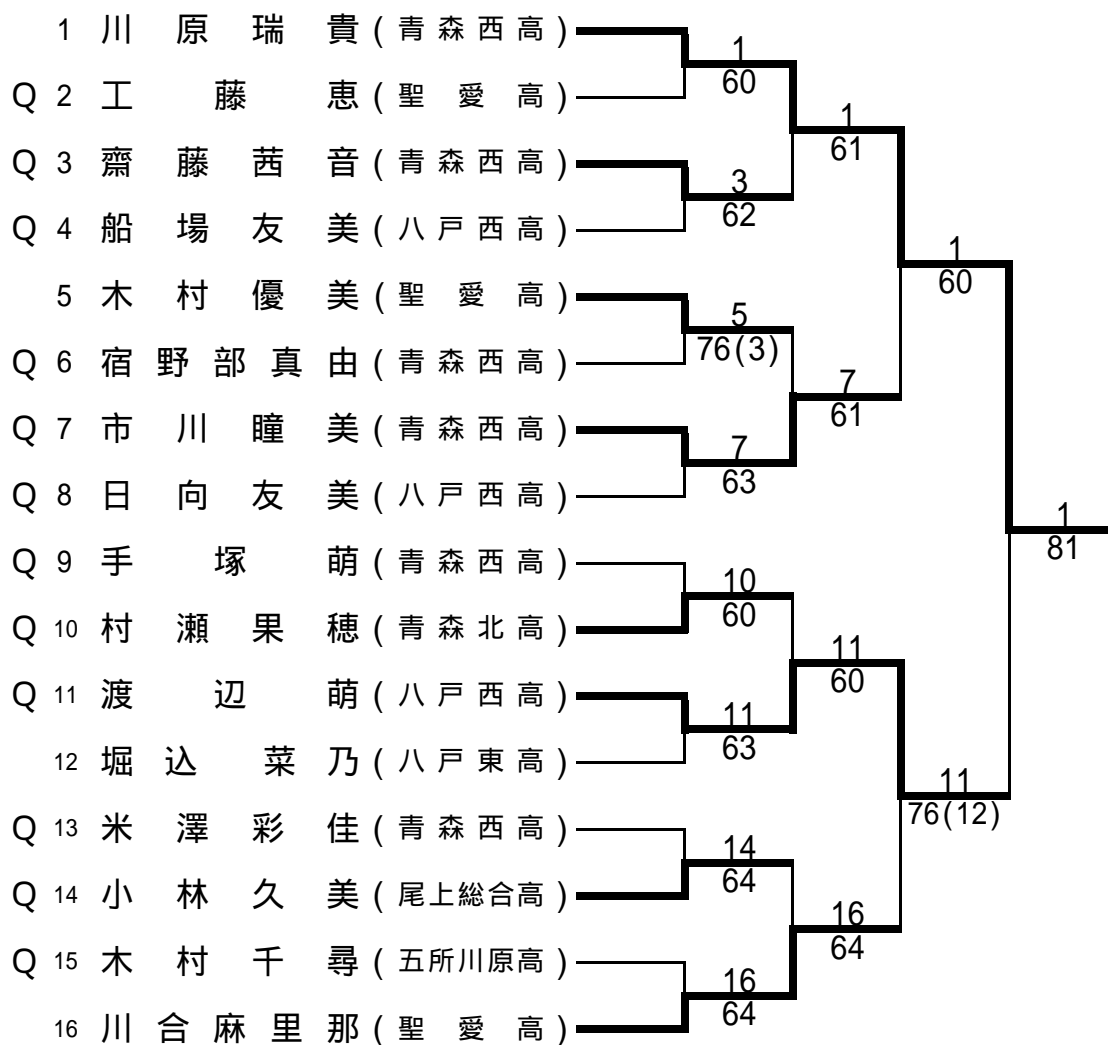 1 川原瑞貴(青森西高)
Q 2 工藤恵(聖愛高)
Q 3 齋藤茜音(青森西高)
Q 4 船場友美(八戸西高)
5 木村優美(聖愛高)
Q 6 宿野部真由(青森西高)
Q 7 市川瞳美(青森西高)
Q 8 日向友美(八戸西高)
Q 9 手塚萌(青森西高)
Q 10 村瀬果穂(青森北高)
Q 11 渡辺萌(八戸西高)
12 堀込菜乃(八戸東高)
Q 13 米澤彩佳(青森西高)
Q 14 小林久美(尾上総合高)
Q 15 木村千尋(五所川原高)
16 川合麻里那(聖愛高)
1
60
3
62
5
76(3)
7
63
10
60
11
63
14
64
16
64
1
61
7
61
11
60
16
64
1
60
11
76(12)
1
81